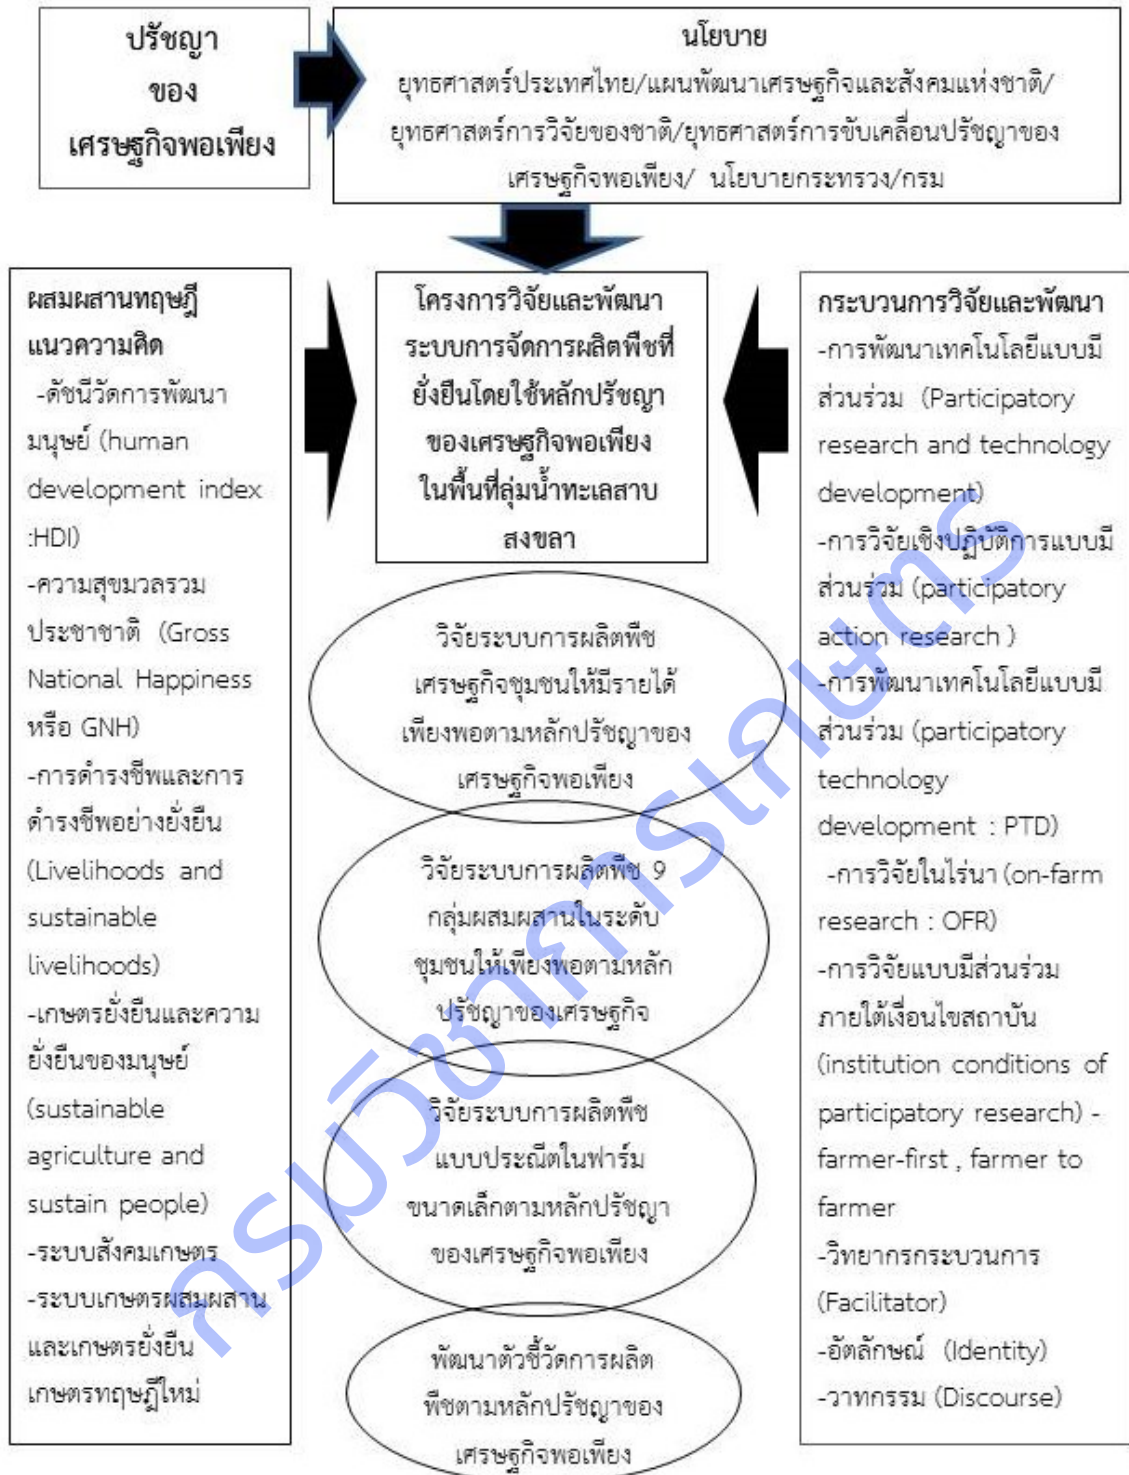 ปรัชญา
ของ
เศรษฐกิจพอเพียง
นโยบาย
ยุทธศาสตร์ประเทศไทย/แผนพัฒนาเศรษฐกิจและสังคมแห่งชาติ/
ยุทธศาสตร์การวิจัยของชาติ/ยุทธศาสตร์การขับเคลื่อนปรัชญาของ
เศรษฐกิจพอเพียง/ นโยบายกระทรวง/กรม
ผสมผสานทฤษฎี
แนวความคิด
-ดัชนีวัดการพัฒนา
มนุษย์ (human
development index
:HDI)
-ความสุขมวลรวม
ประชาชาติ (Gross
National Happiness
หรือ GNH)
-การดำรงชีพและการ
ดำรงชีพอย่างยั่งยืน
(Livelihoods and
sustainable
livelihoods)
-เกษตรยั่งยืนและความ
ยั่งยืนของมนุษย์
(sustainable
agriculture and
sustain people)
-ระบบสังคมเกษตร
-ระบบเกษตรผสมผสาน
และเกษตรยั่งยืน
เกษตรทฤษฎีใหม่
โครงการวิจัยและพัฒนา
ระบบการจัดการผลิตพืชที่
ยั่งยืนโดยใช้หลักปรัชญา
ของเศรษฐกิจพอเพียง
ในพื้นที่ลุ่มน้ำทะเลสาบ
สงขลา
วิจัยระบบการผลิตพืช
เศรษฐกิจชุมชนให้มีรายได้
เพียงพอตามหลักปรัชญาของ
เศรษฐกิจพอเพียง
วิจัยระบบการผลิตพืช 9
กลุ่มผสมผสานในระดับ
ชุมชนให้เพียงพอตามหลัก
ปรัชญาของเศรษฐกิจ
วิจัยระบบการผลิตพืช
แบบประณีตในฟาร์ม
ขนาดเล็กตามหลักปรัชญา
ของเศรษฐกิจพอเพียง
พัฒนาตัวชี้วัดการผลิต
พืชตามหลักปรัชญาของ
เศรษฐกิจพอเพียง
กระบวนการวิจัยและพัฒนา
-การพัฒนาเทคโนโลยีแบบมี
ส่วนร่วม (Participatory
research and technology
development)
-การวิจัยเชิงปฏิบัติการแบบมี
ส่วนร่วม (participatory
action research )
-การพัฒนาเทคโนโลยีแบบมี
ส่วนร่วม (participatory
technology
development : PTD)
-การวิจัยในไร่นา (on-farm
research : OFR)
-การวิจัยแบบมีส่วนร่วม
ภายใต้เงื่อนไขสถาบัน
(institution conditions of
participatory research) -
farmer-first , farmer to
farmer
-วิทยากรกระบวนการ
(Facilitator)
-อัตลักษณ์ (Identity)
-วาทกรรม (Discourse)
กรมวิชาการเกษตร